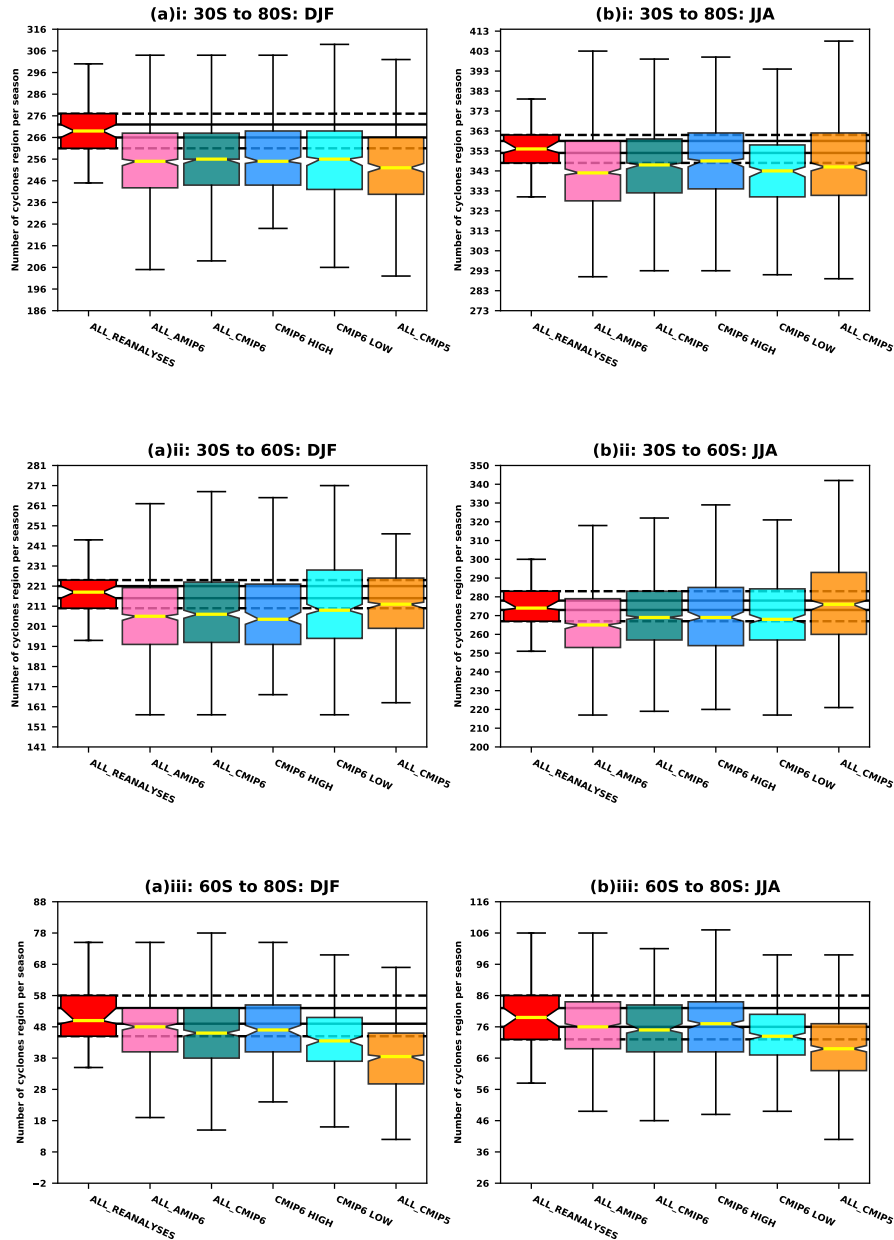 (a)i: 30S to 80S: DJF
Number of cyclones region per season
316
306
296
286
276
266
256
246
236
226
216
206
196
186
ALL_REANALYSES
ALL_AMIP6
ALL_CMIP6
CMIP6 HIGH
CMIP6 LOW
ALL_CMIP5
(b)i: 30S to 80S: JJA
Number of cyclones region per season
413
403
393
383
373
363
353
343
333
323
313
303
293
283
273
ALL_REANALYSES
ALL_AMIP6
ALL_CMIP6
CMIP6 HIGH
CMIP6 LOW
ALL_CMIP5
(a)ii: 30S to 60S: DJF
Number of cyclones region per season
281
271
261
251
241
231
221
211
201
191
181
171
161
151
141
ALL_REANALYSES
ALL_AMIP6
ALL_CMIP6
CMIP6 HIGH
CMIP6 LOW
ALL_CMIP5
(b)ii: 30S to 60S: JJA
Number of cyclones region per season
350
340
330
320
310
300
290
280
270
260
250
240
230
220
210
200
ALL_REANALYSES
ALL_AMIP6
ALL_CMIP6
CMIP6 HIGH
CMIP6 LOW
ALL_CMIP5
(a)iii: 60S to 80S: DJF
Number of cyclones region per season
88
78
68
58
48
38
28
18
8
−2
ALL_REANALYSES
ALL_AMIP6
ALL_CMIP6
CMIP6 HIGH
CMIP6 LOW
ALL_CMIP5
(b)iii: 60S to 80S: JJA
Number of cyclones region per season
116
106
96
86
76
66
56
46
36
26
ALL_REANALYSES
ALL_AMIP6
ALL_CMIP6
CMIP6 HIGH
CMIP6 LOW
ALL_CMIP5